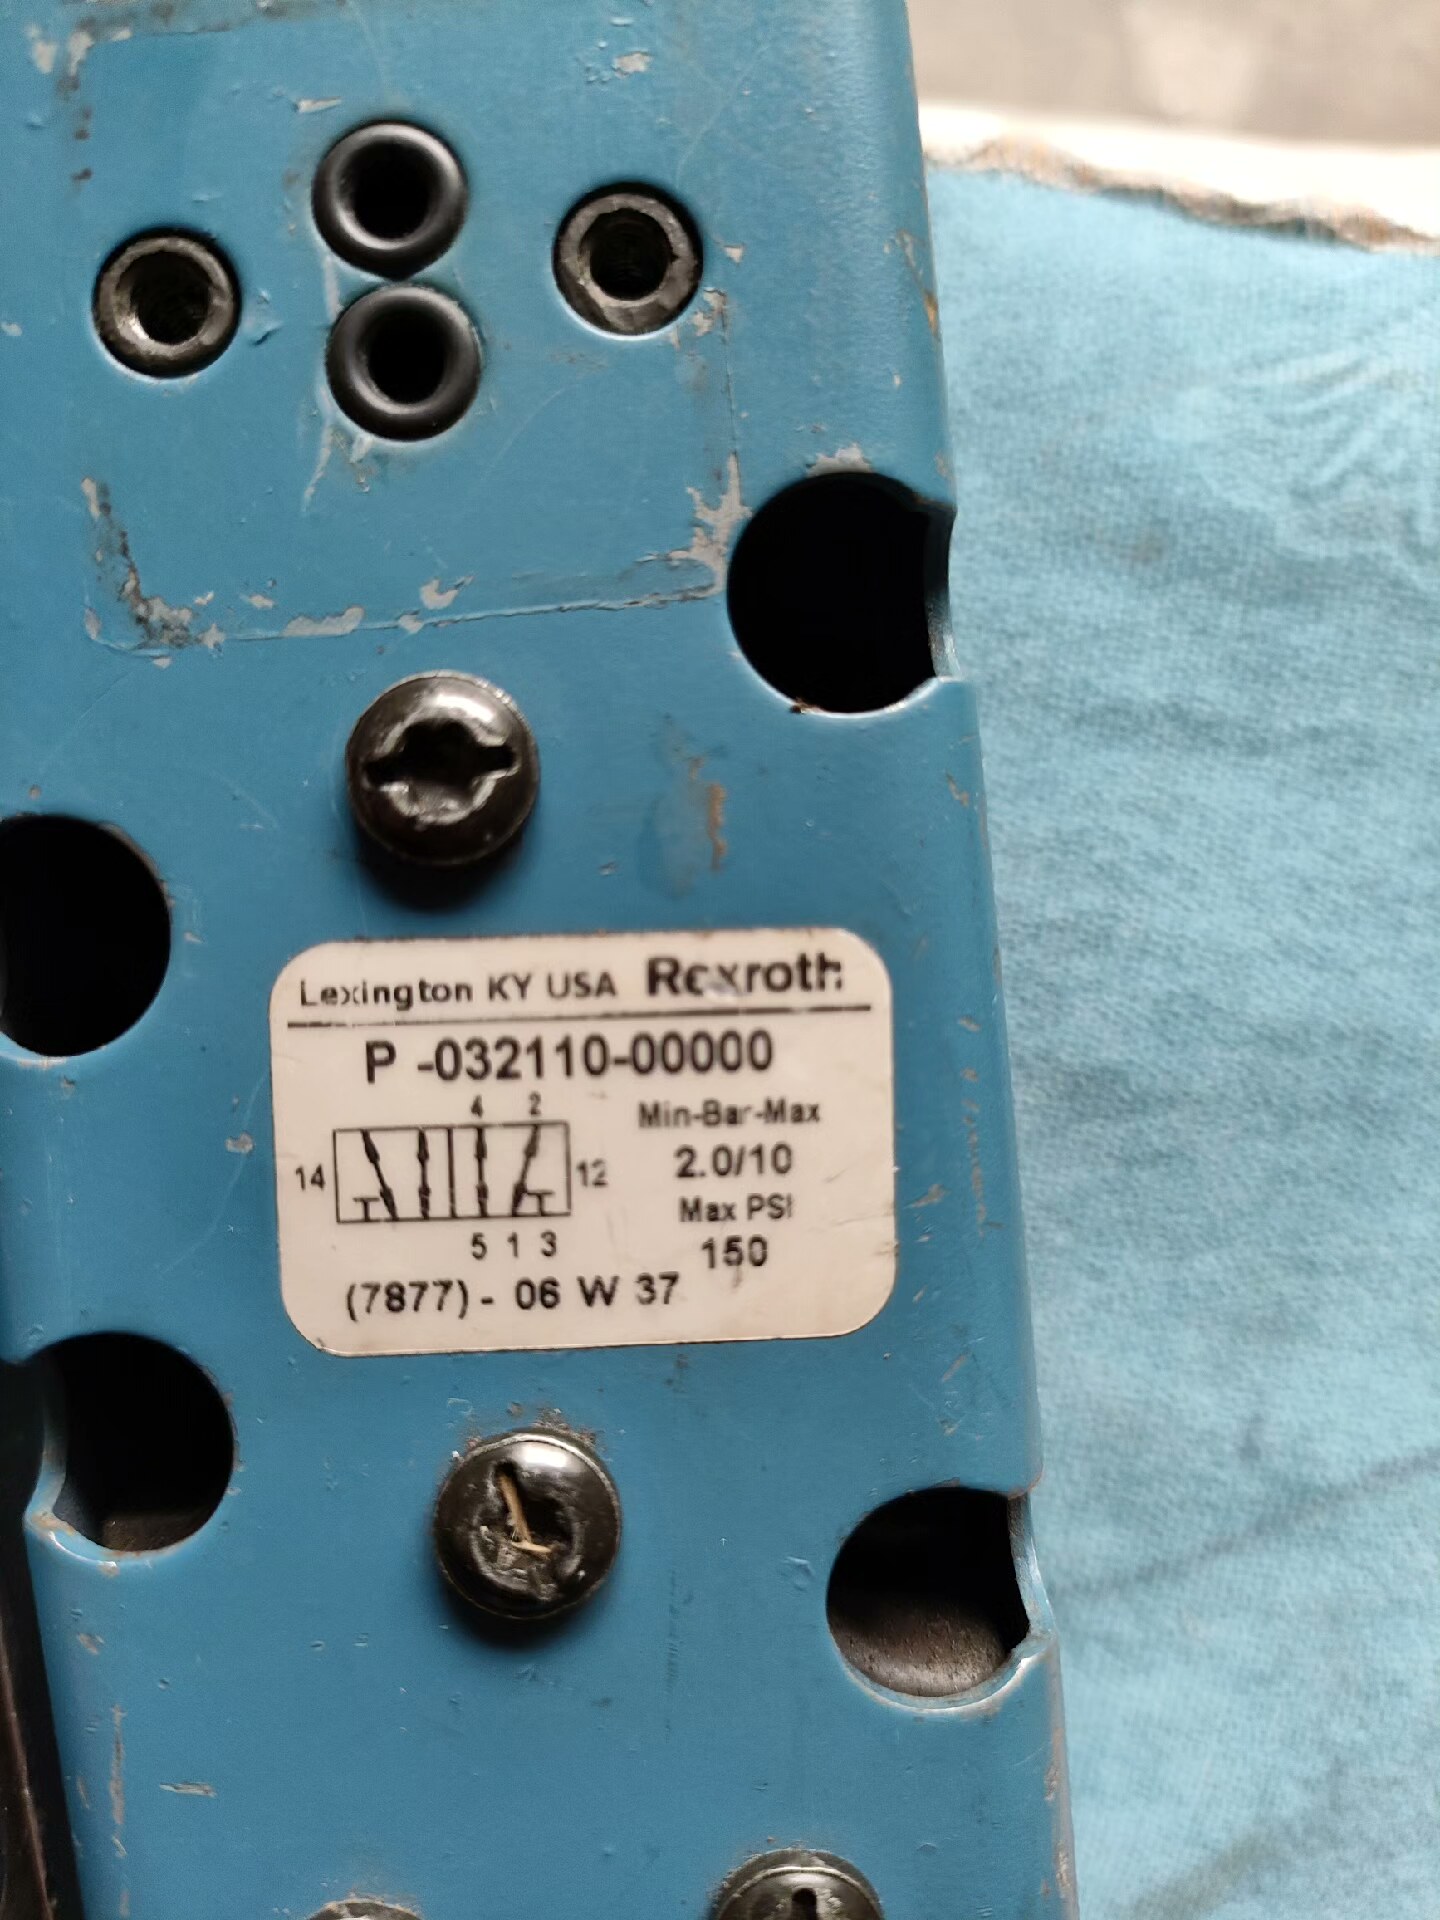 Lexington KY USA Rexroth
P -032110-00000
4 2
Min-Bar-Max
14
12
2.0/10
Max PSI
5 1 3
150
(7877) - 06 W 37